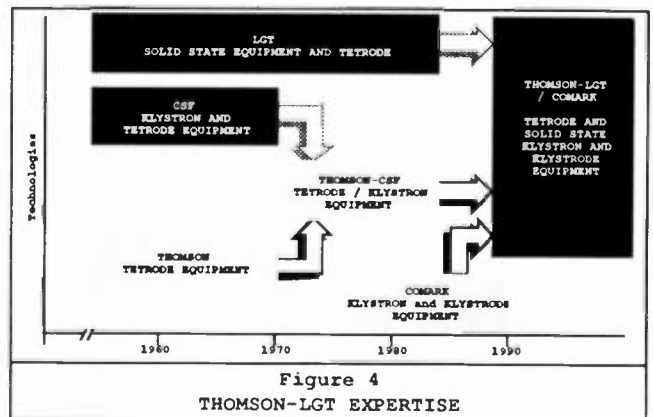 LGT
SOLID STATE EQUIPMENT AND TETRODE
CSF
KLYSTRON AND
TETRODE EQUIPMENT
THOMSON-LGT
/ COMARK
TETRODE AND
SOLID STATE
KLYSTRON AND
KLYSTRODE
EQUIPMENT
Technologies
THOMSON-CSF
TETRODE / KLYSTRON
EQUIPMENT
THOMSON
TETRODE EQUIPMENT
COMARK
KLYSTRON and KLYSTRODE
EQUIPMENT
1960
1970
1980
1990
Figure 4
THOMSON-LGT EXPERTISE